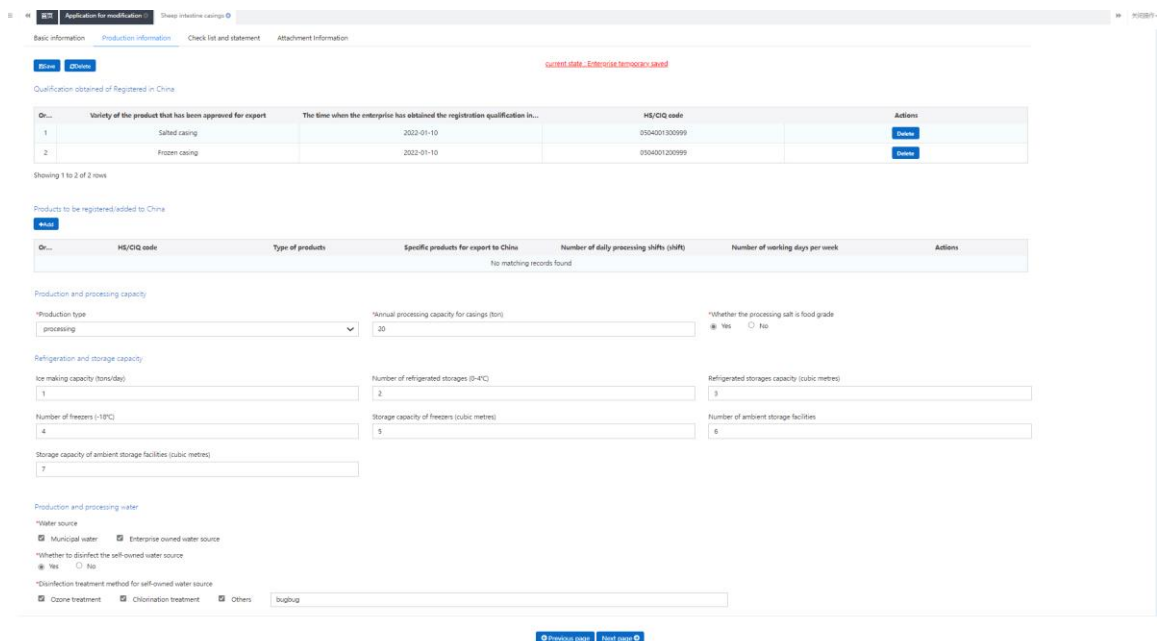 首页 Application for modification Sheep intestine casings 关闭操作
Basic information Production information Check list and statement Attachment Information
Save Delete current state : Enterprise temporary saved
Qualification obtained of Registered in China
Or... Variety of the product that has been approved for export The time when the enterprise has obtained the registration qualification in... HS/CIQ code Actions
1 Salted casing 2022-01-10 0504001300999 Delete
2 Frozen casing 2022-01-10 0504001200999 Delete
Showing 1 to 2 of 2 rows
Products to be registered/added to China
+Add
Or... HS/CIQ code Type of products Specific products for export to China Number of daily processing shifts (shift) Number of working days per week Actions
No matching records found
Production and processing capacity
*Production type *Annual processing capacity for casings (ton) *Whether the processing salt is food grade
processing 20 Yes No
Refrigeration and storage capacity
Ice making capacity (tons/day) Number of refrigerated storages (0-4°C) Refrigerated storages capacity (cubic metres)
1 2 3
Number of freezers (-18°C) Storage capacity of freezers (cubic metres) Number of ambient storage facilities
4 5 6
Storage capacity of ambient storage facilities (cubic metres)
7
Production and processing water
*Water source
Municipal water Enterprise owned water source
*Whether to disinfect the self-owned water source
Yes No
*Disinfection treatment method for self-owned water source
Ozone treatment Chlorination treatment Others bugbug
Previous page Next page